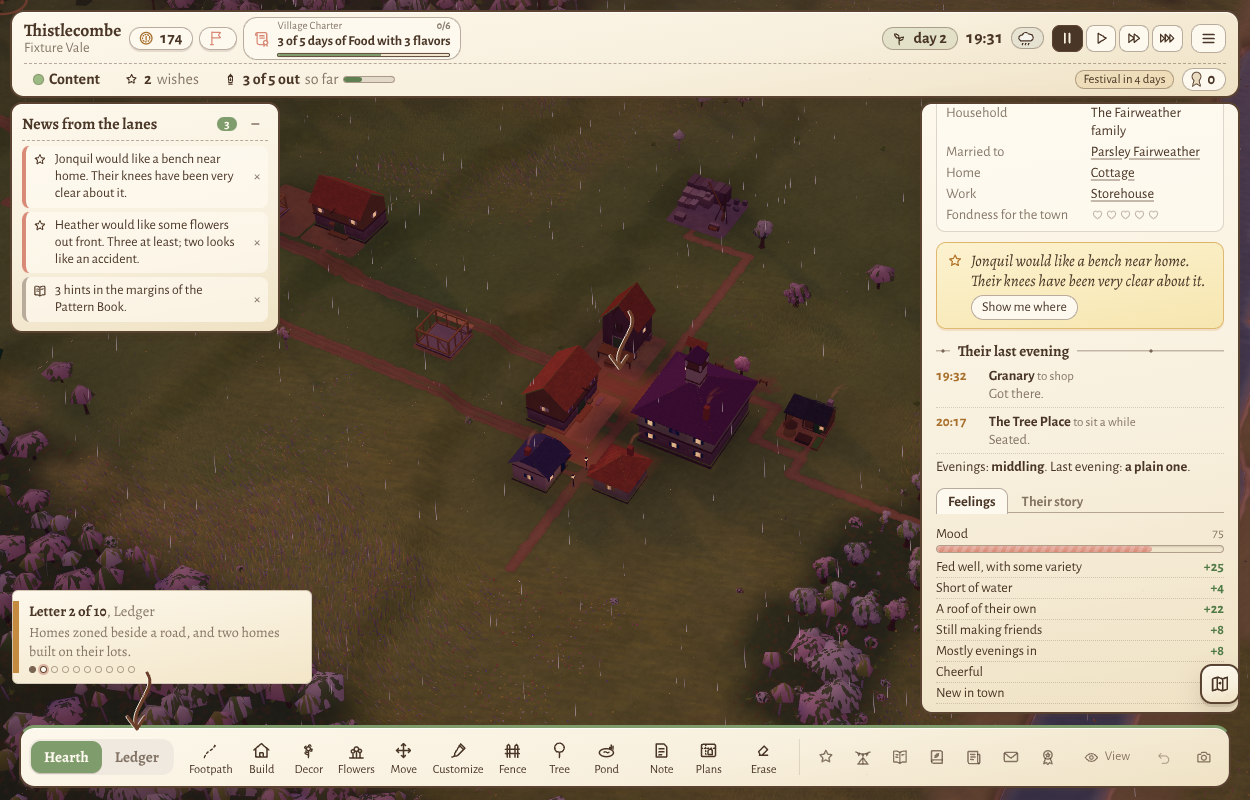 Thistlecombe
Fixture Vale
174
Village Charter
0/6
3 of 5 days of Food with 3 flavors
day 2
19:31
Content
2 wishes
3 of 5 out so far
Festival in 4 days
0
News from the lanes
3
Jonquil would like a bench near
home. Their knees have been very
clear about it.
Heather would like some flowers
out front. Three at least; two looks
like an accident.
3 hints in the margins of the
Pattern Book.
Household
The Fairweather
family
Married to
Parsley Fairweather
Home
Cottage
Work
Storehouse
Fondness for the town
Jonquil would like a bench near home.
Their knees have been very clear about it.
Show me where
Their last evening
19:32
Granary to shop
Got there.
20:17
The Tree Place to sit a while
Seated.
Evenings: middling. Last evening: a plain one.
Feelings
Their story
Mood
75
Fed well, with some variety
+25
Short of water
+4
A roof of their own
+22
Still making friends
+8
Mostly evenings in
+8
Cheerful
New in town
Letter 2 of 10, Ledger
Homes zoned beside a road, and two homes
built on their lots.
Hearth
Ledger
Footpath
Build
Decor
Flowers
Move
Customize
Fence
Tree
Pond
Note
Plans
Erase
View